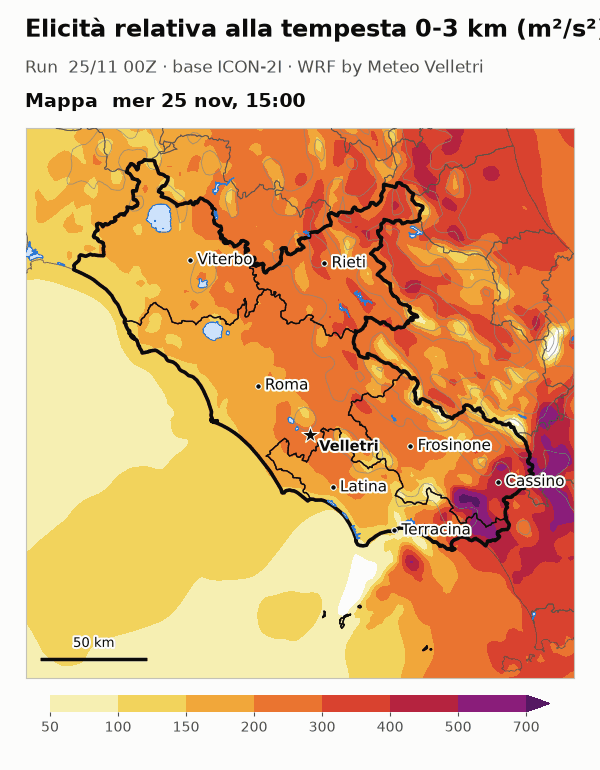 Elicità relativa alla tempesta 0-3 km (m²/s²)
Run  25/11 00Z · base ICON-2I · WRF by Meteo Velletri
Mappa  mer 25 nov, 15:00
Viterbo
Rieti
Roma
Velletri
Frosinone
Latina
Cassino
Terracina
50 km
50 100 150 200 300 400 500 700